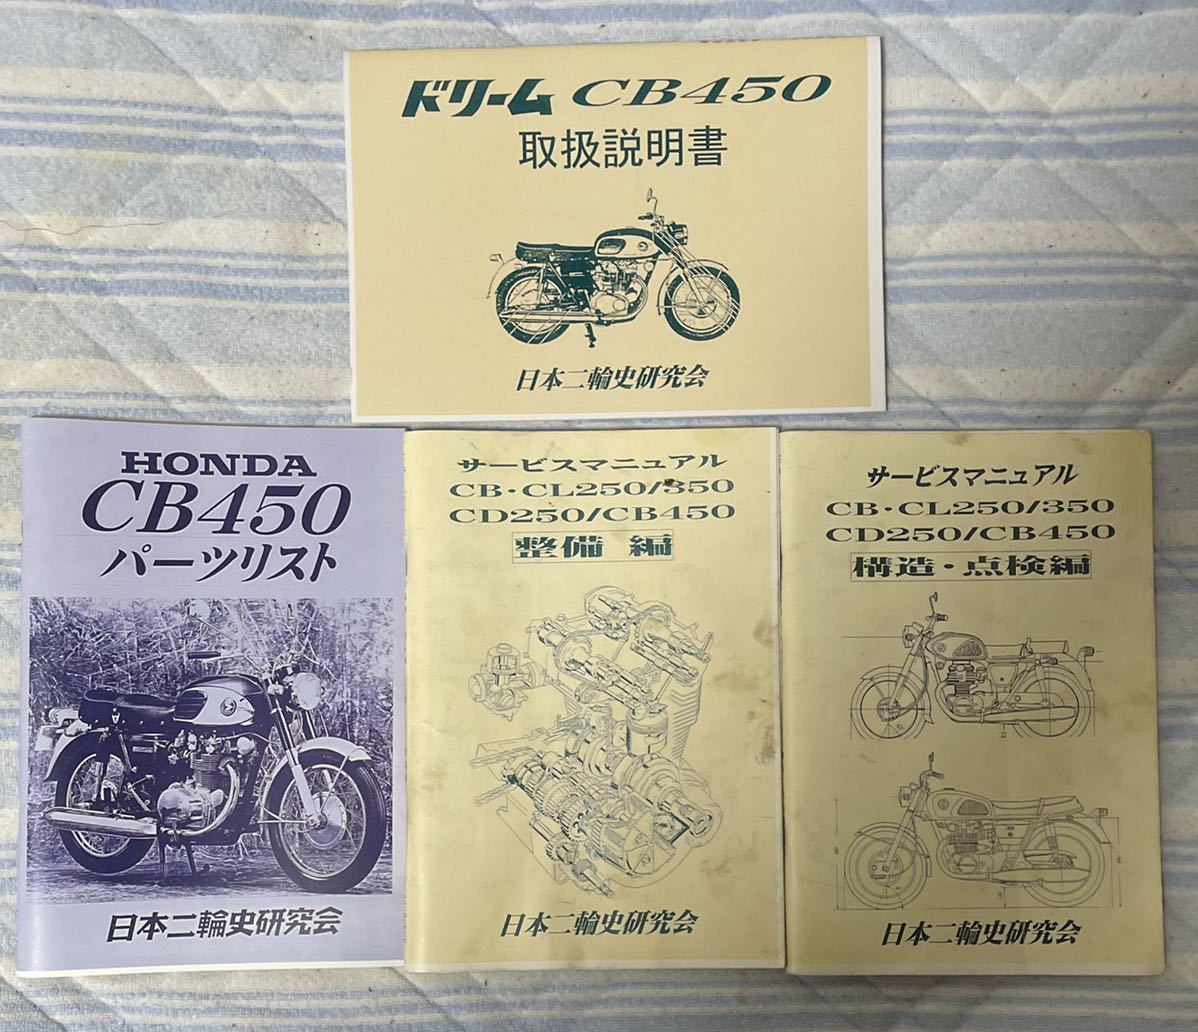 ドリーム CB450
取扱説明書
日本二輪史研究会
HONDA
CB450
パーツリスト
日本二輪史研究会
サービスマニュアル
CB・CL250/350
CD250/CB450
整備編
日本二輪史研究会
サービスマニュアル
CB・CL250/350
CD250/CB450
構造・点検編
日本二輪史研究会